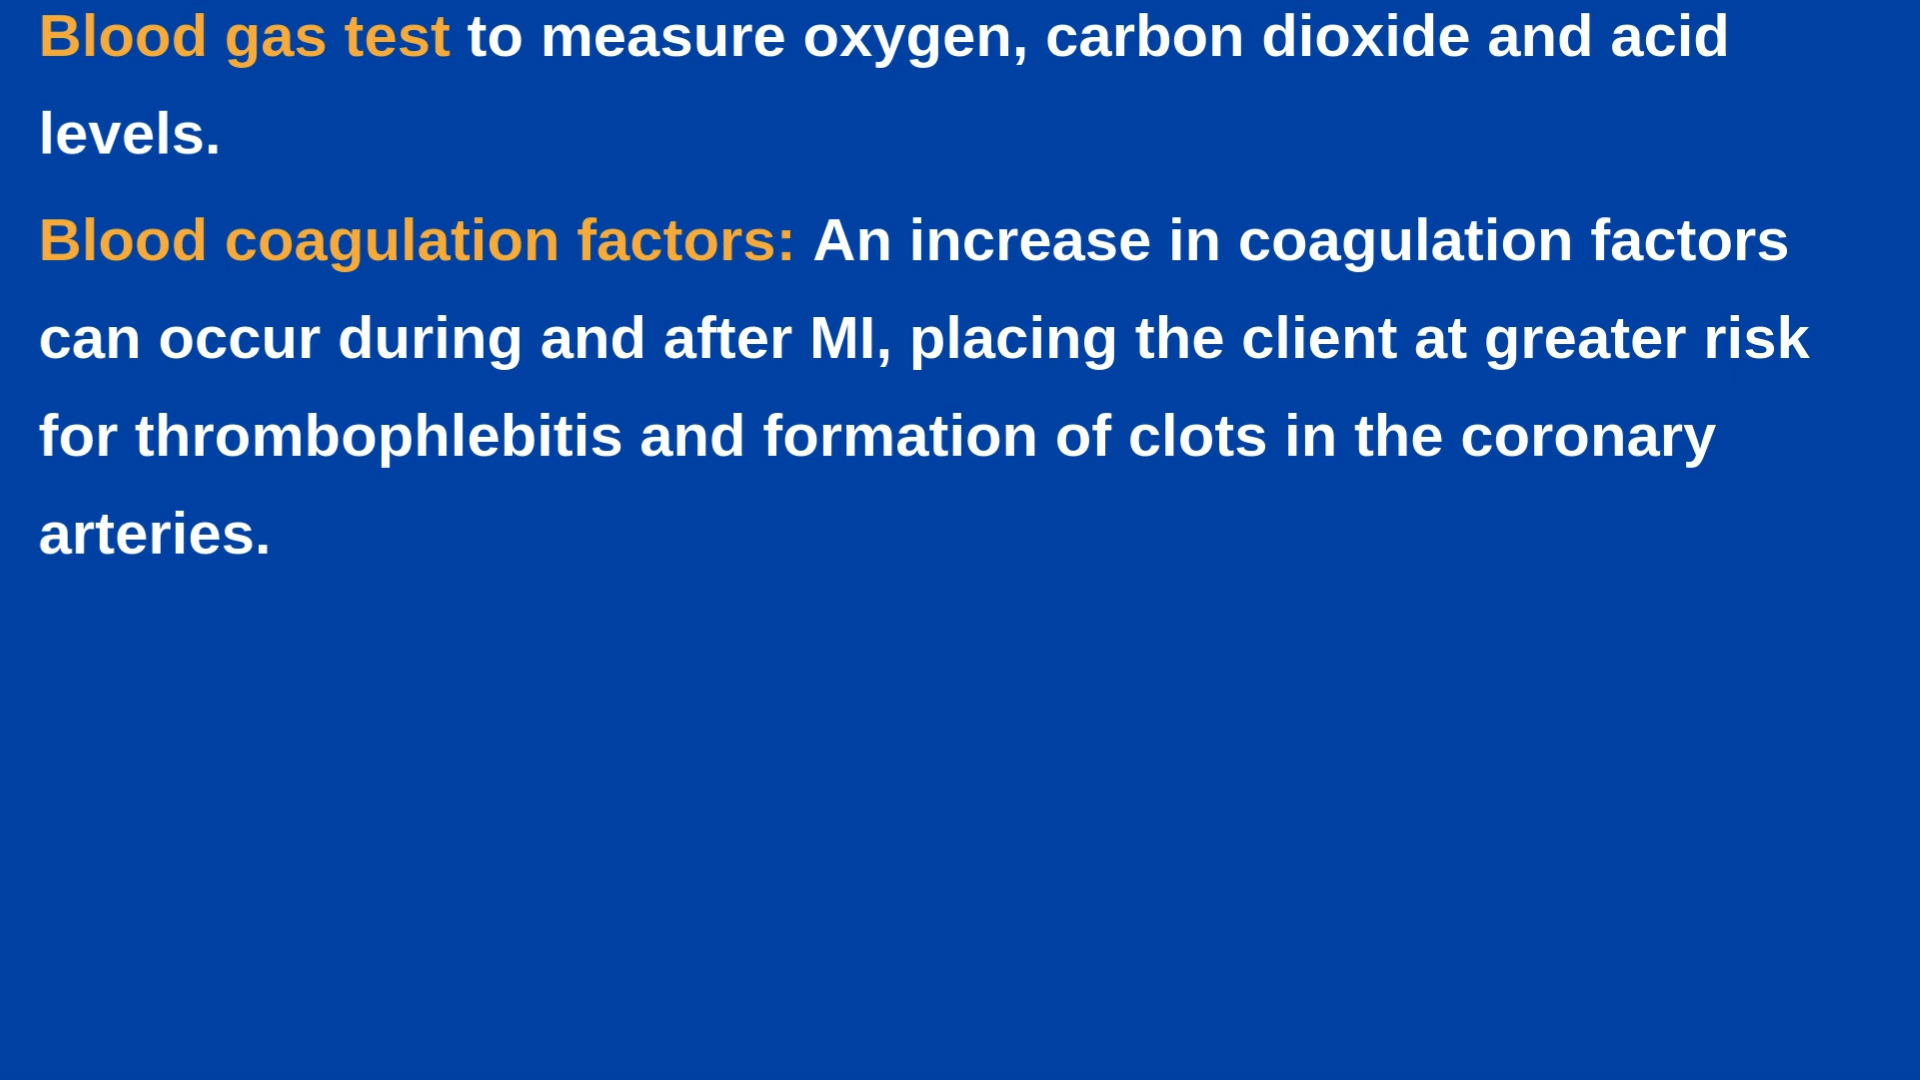 Blood gas test to measure oxygen, carbon dioxide and acid
levels.
Blood coagulation factors: An increase in coagulation factors
can occur during and after MI, placing the client at greater risk
for thrombophlebitis and formation of clots in the coronary
arteries.